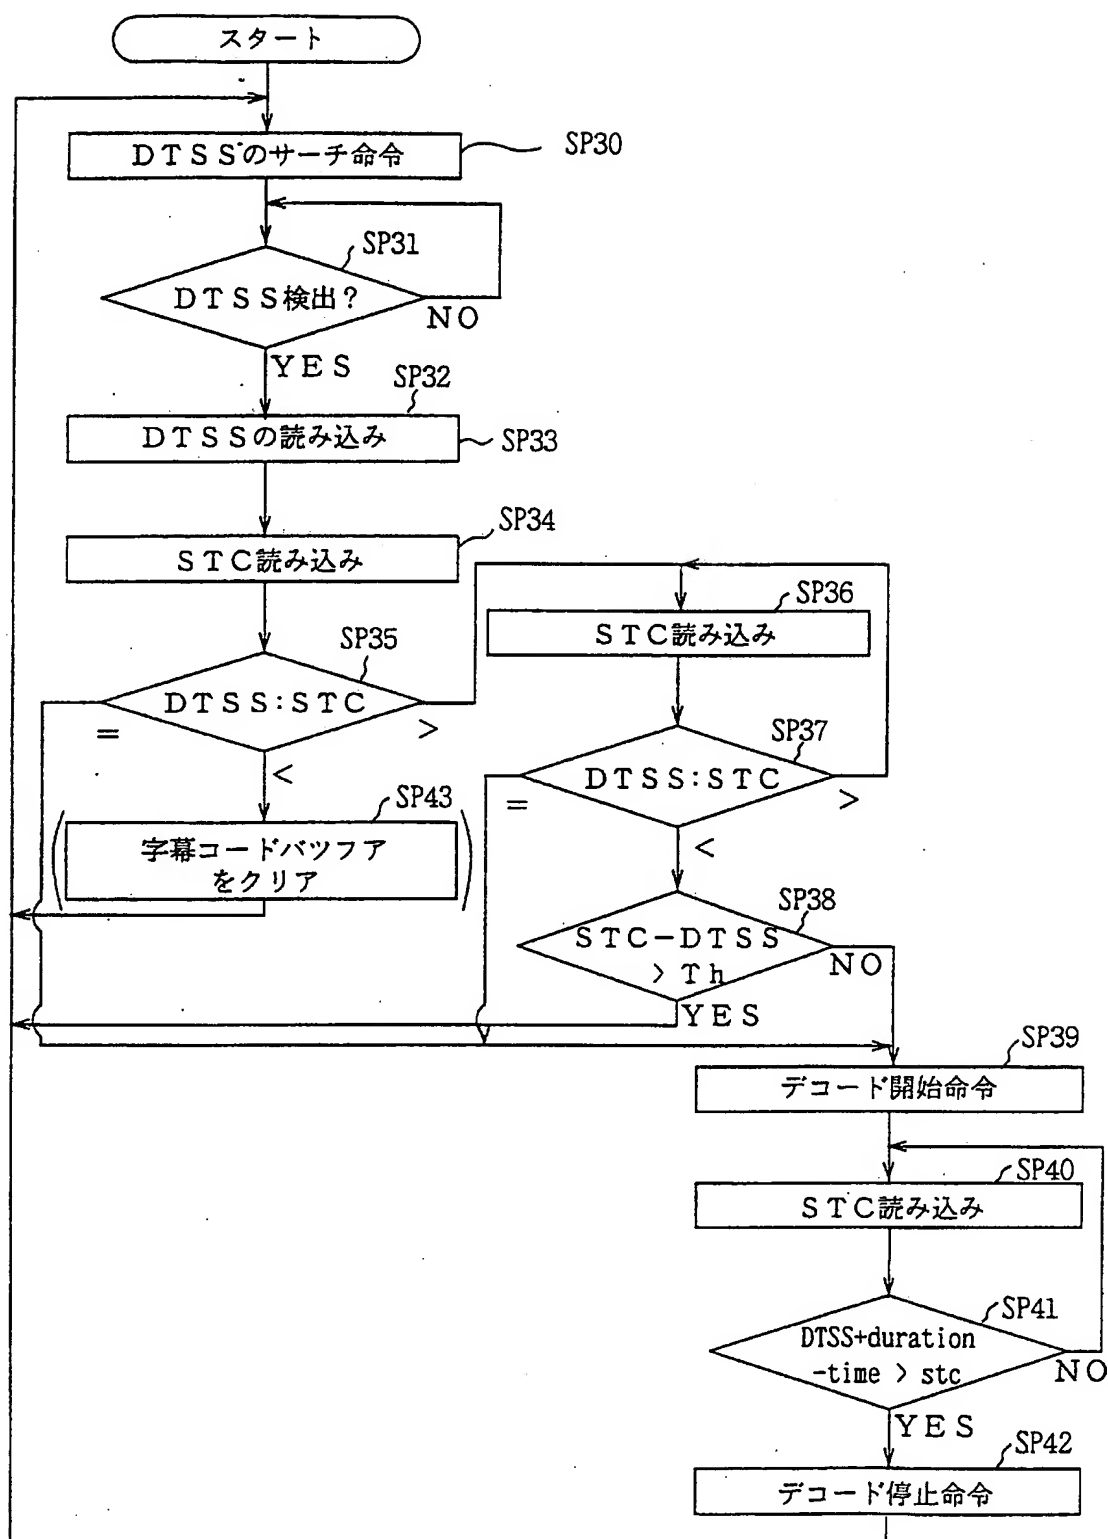 スタート
DTSSのサーチ命令
SP30
SP31
DTSS検出?
NO
YES
SP32
DTSSの読み込み
SP33
SP34
STC読み込み
SP35
DTSS:STC
=
>
<
SP43
字幕コードバツフア
をクリア
SP36
STC読み込み
SP37
DTSS:STC
=
>
<
SP38
STC-DTSS
> Th
NO
YES
SP39
デコード開始命令
SP40
STC読み込み
SP41
DTSS+duration
-time > stc
NO
YES
SP42
デコード停止命令